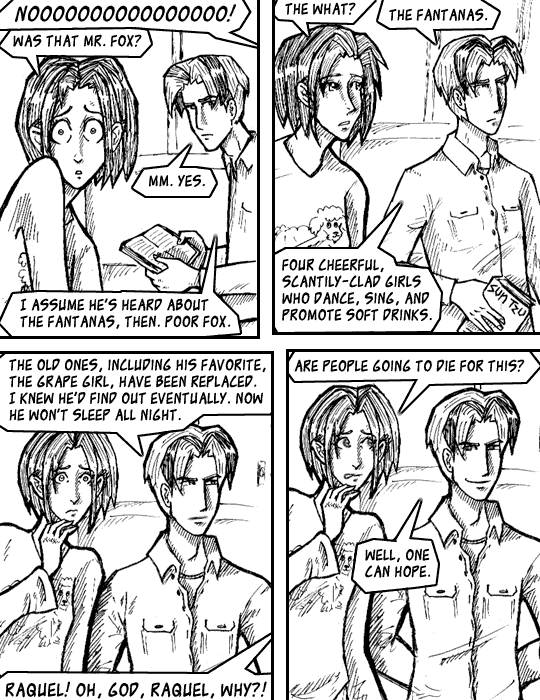 NOOOOOOOOOOOOOOOO!
WAS THAT MR. FOX?
MM. YES.
I ASSUME HE'S HEARD ABOUT
THE FANTANAS, THEN. POOR FOX.
THE WHAT?
THE FANTANAS.
FOUR CHEERFUL,
SCANTILY-CLAD GIRLS
WHO DANCE, SING, AND
PROMOTE SOFT DRINKS.
SUN TZU
THE OLD ONES, INCLUDING HIS FAVORITE,
THE GRAPE GIRL, HAVE BEEN REPLACED.
I KNEW HE'D FIND OUT EVENTUALLY. NOW
HE WON'T SLEEP ALL NIGHT.
RAQUEL! OH, GOD, RAQUEL, WHY?!
ARE PEOPLE GOING TO DIE FOR THIS?
WELL, ONE
CAN HOPE.